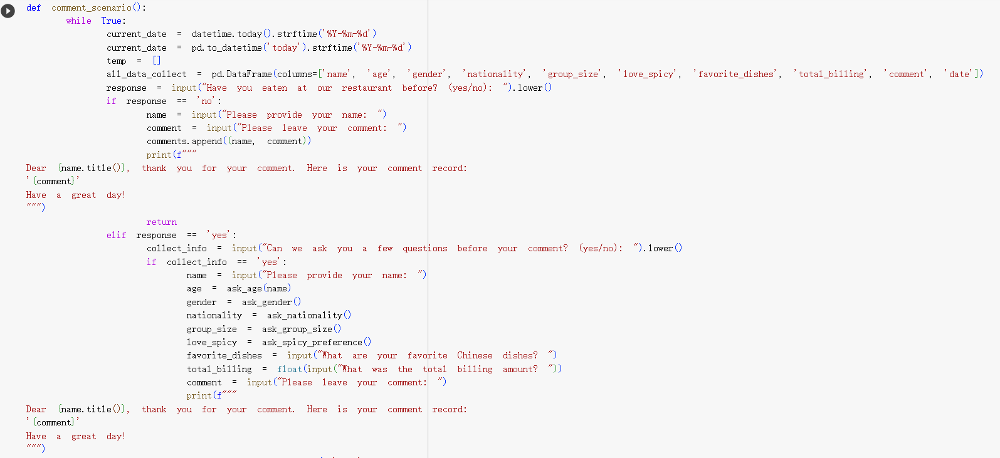 def comment_scenario():
while True:
current_date = datetime.today().strftime('%Y-%m-%d')
current_date = pd.to_datetime('today').strftime('%Y-%m-%d')
temp = []
all_data_collect = pd.DataFrame(columns=['name', 'age', 'gender', 'nationality', 'group_size', 'love_spicy', 'favorite_dishes', 'total_billing', 'comment', 'date'])
response = input("Have you eaten at our restaurant before? (yes/no): ").lower()
if response == 'no':
name = input("Please provide your name: ")
comment = input("Please leave your comment: ")
comments.append((name, comment))
print(f"""
Dear {name.title()}, thank you for your comment. Here is your comment record:
'{comment}'
Have a great day!
""")
return
elif response == 'yes':
collect_info = input("Can we ask you a few questions before your comment? (yes/no): ").lower()
if collect_info == 'yes':
name = input("Please provide your name: ")
age = ask_age(name)
gender = ask_gender()
nationality = ask_nationality()
group_size = ask_group_size()
love_spicy = ask_spicy_preference()
favorite_dishes = input("What are your favorite Chinese dishes? ")
total_billing = float(input("What was the total billing amount? "))
comment = input("Please leave your comment: ")
print(f"""
Dear {name.title()}, thank you for your comment. Here is your comment record:
'{comment}'
Have a great day!
""")